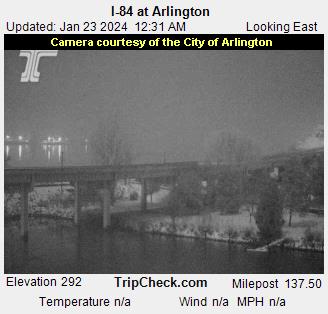 I-84 at Arlington
Updated: Jan 23 2024 12:31 AM Looking East
Camera courtesy of the City of Arlington
Elevation 292 TripCheck.com Milepost 137.50
Temperature n/a Wind n/a MPH n/a